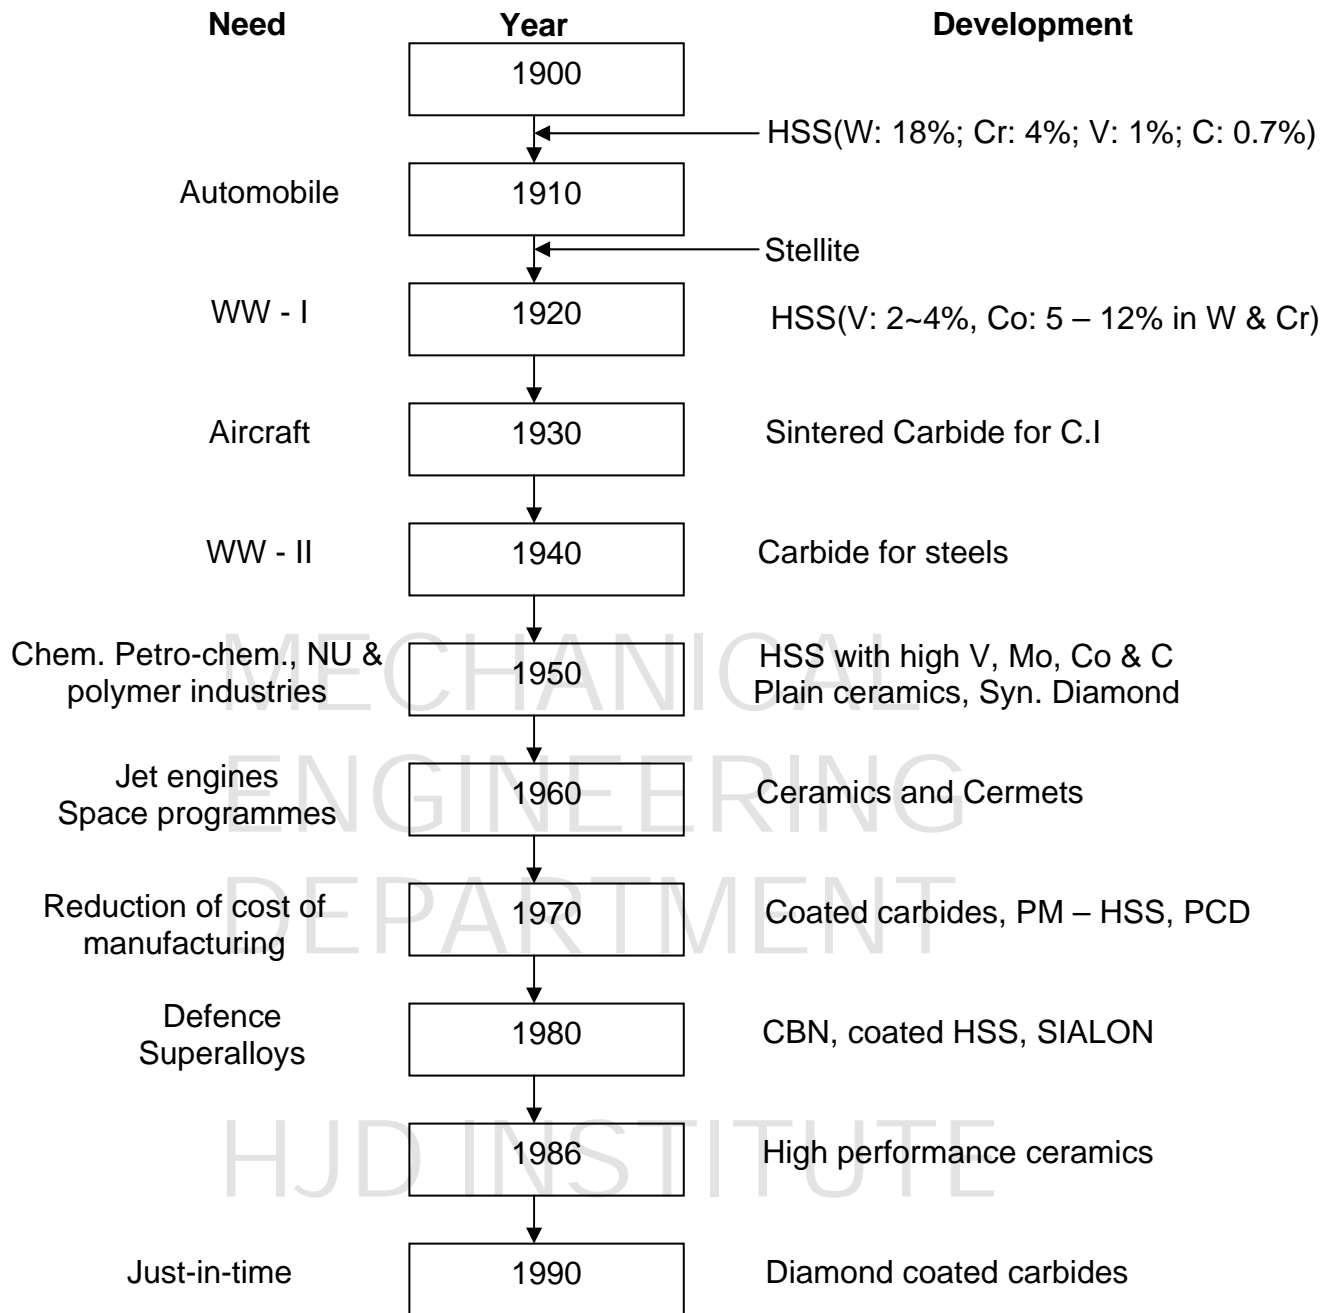 Need Year Development
1900
HSS(W: 18%; Cr: 4%; V: 1%; C: 0.7%)
Automobile 1910
Stellite
WW - I 1920 HSS(V: 2~4%, Co: 5 – 12% in W & Cr)
Aircraft 1930 Sintered Carbide for C.I
WW - II 1940 Carbide for steels
Chem. Petro-chem., NU &
polymer industries
1950
HSS with high V, Mo, Co & C
Plain ceramics, Syn. Diamond
Jet engines
Space programmes
1960
Ceramics and Cermets
Reduction of cost of
manufacturing
1970
Coated carbides, PM – HSS, PCD
Defence
Superalloys
1980
CBN, coated HSS, SIALON
1986 High performance ceramics
Just-in-time 1990 Diamond coated carbides
MECHANICAL
ENGINEERING
DEPARTMENT
HJD INSTITUTE